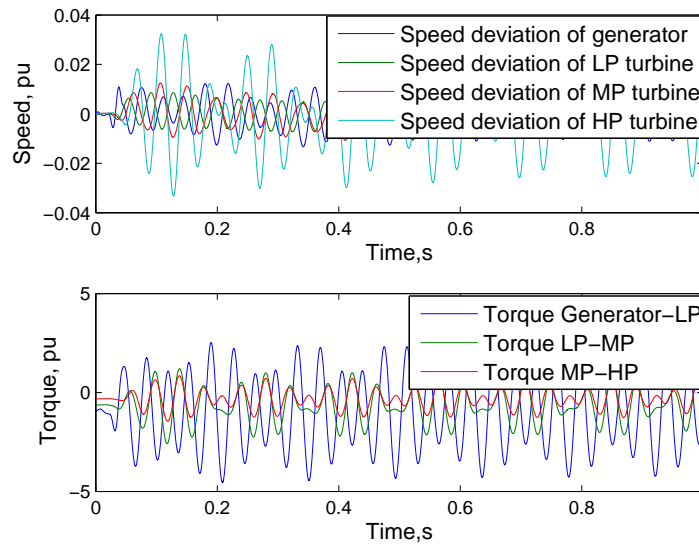 0.04
0.02
0
−0.02
−0.04
Speed, pu
Speed deviation of generator
Speed deviation of LP turbine
Speed deviation of MP turbine
Speed deviation of HP turbine
0
0.2
0.4
0.6
0.8
Time,s
5
0
−5
Torque, pu
Torque Generator−LP
Torque LP−MP
Torque MP−HP
0
0.2
0.4
0.6
0.8
Time,s